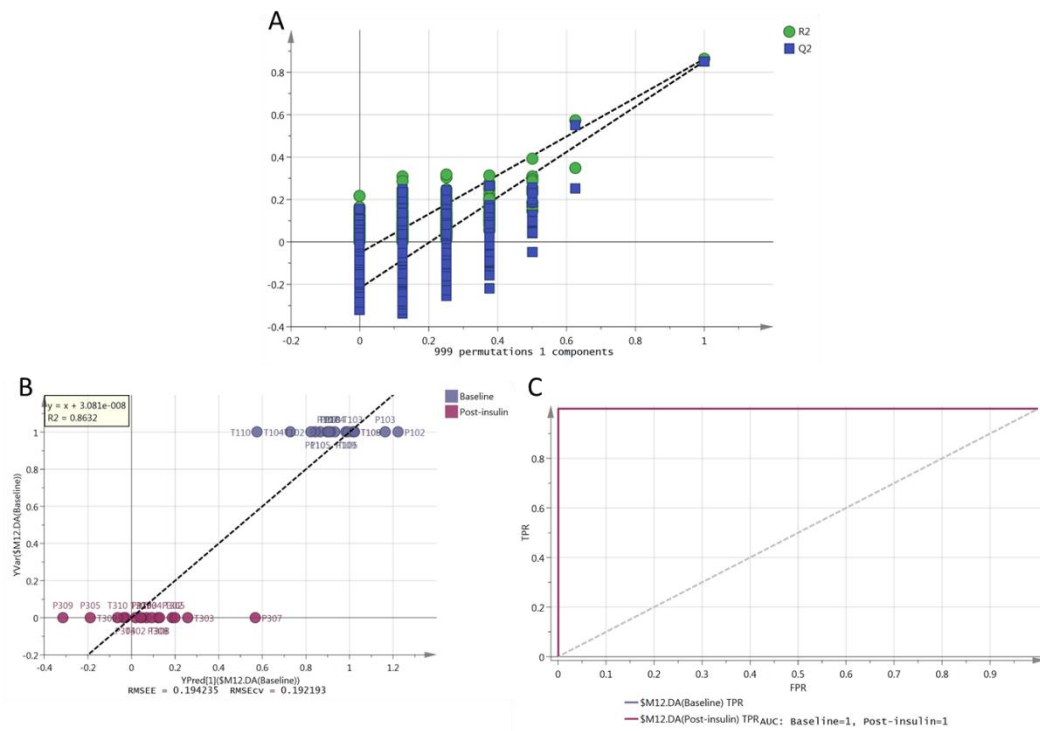 A
R2
Q2
0.8
0.6
0.4
0.2
0
-0.2
-0.4
-0.2 0 0.2 0.4 0.6 0.8 1
999 permutations 1 components
B
y = x + 3.081e-008
R2 = 0.8632
Baseline
Post-insulin
T103 P103
1 T110 T104 P102
P105
0.8
0.6
YVar($M12.DA(Baseline))
0.4
0.2
P309 P305 T310
0 T303 P307
-0.2
-0.4 -0.2 0 0.2 0.4 0.6 0.8 1 1.2
YPred[1]($M12.DA(Baseline))
RMSEE = 0.194235 RMSEcv = 0.192193
C
0.8
0.6
TPR
0.4
0.2
0
0 0.1 0.2 0.3 0.4 0.5 0.6 0.7 0.8 0.9
FPR
$M12.DA(Baseline) TPR
$M12.DA(Post-insulin) TPR AUC: Baseline=1, Post-insulin=1